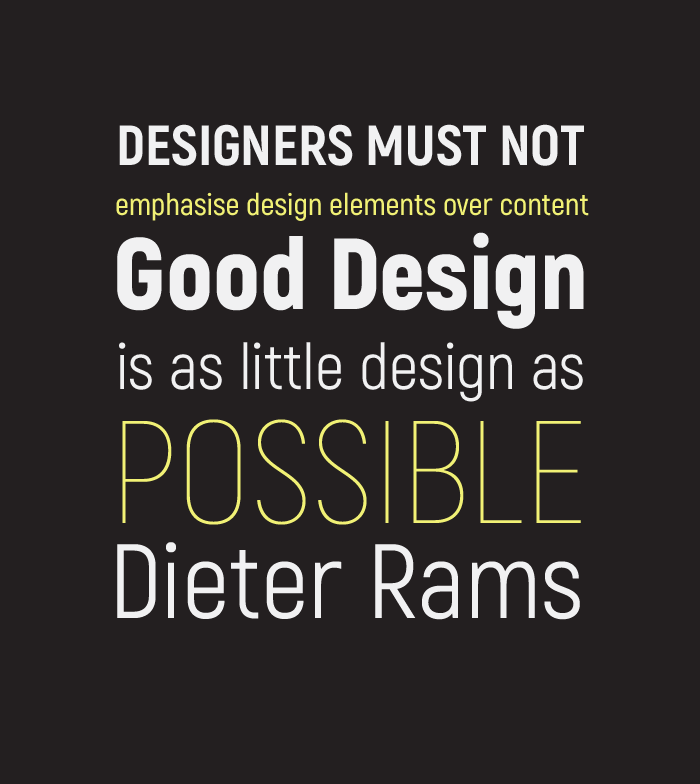 DESIGNERS MUST NOT
emphasise design elements over content
Good Design
is as little design as
POSSIBLE
Dieter Rams